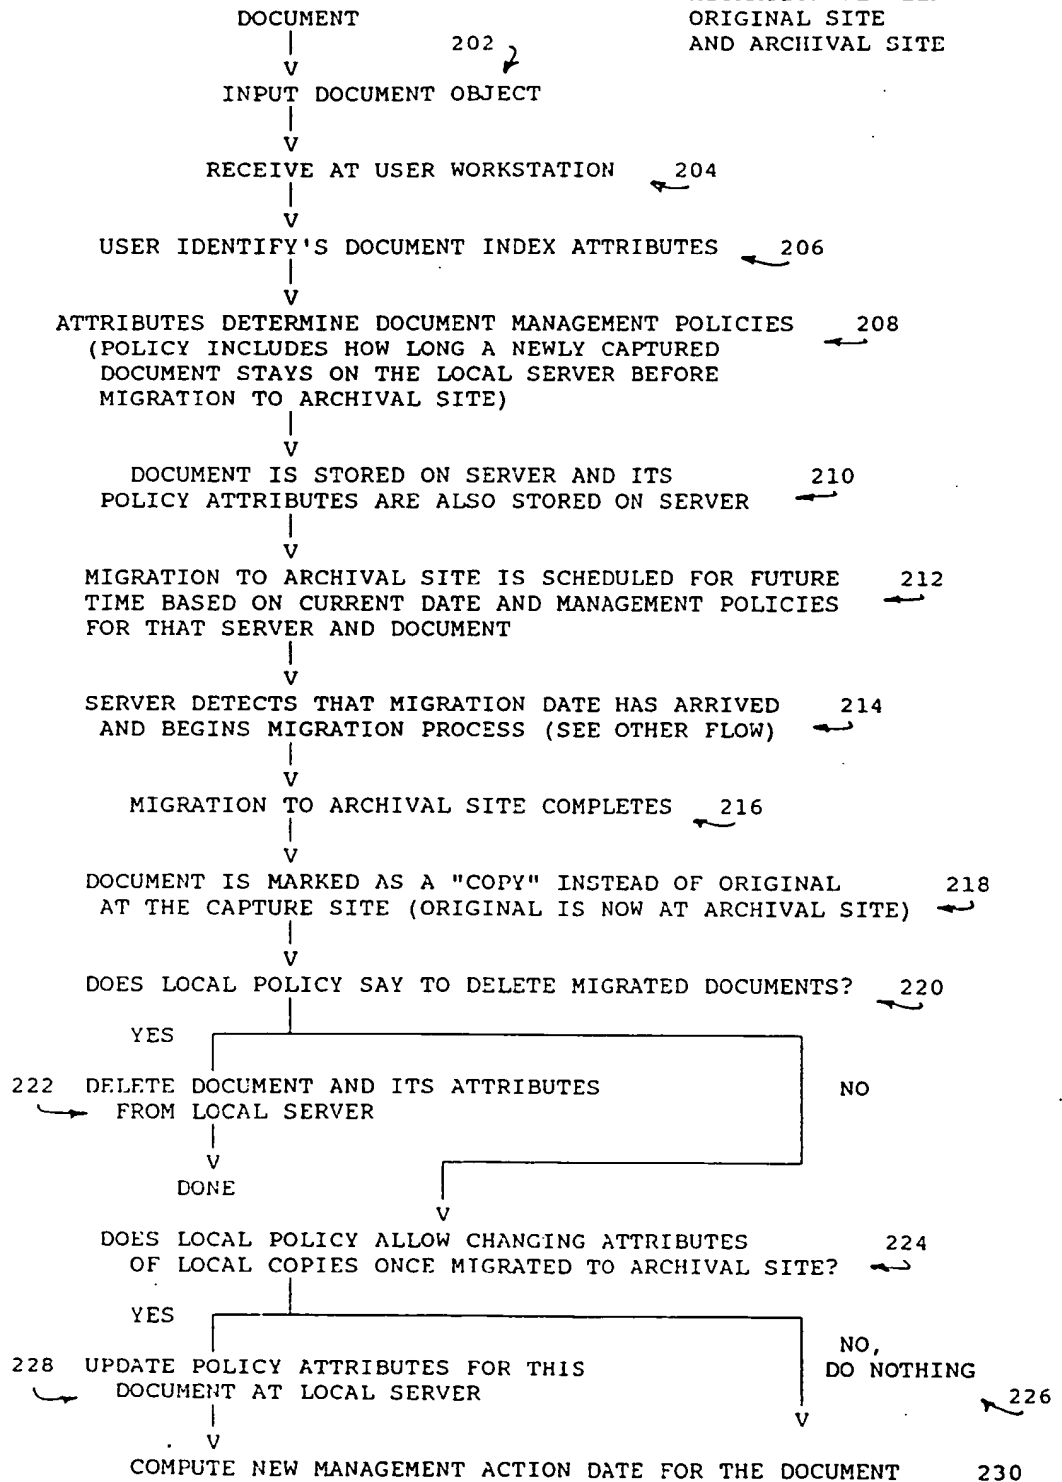 DOCUMENT
ORIGINAL SITE
AND ARCHIVAL SITE
202
V
INPUT DOCUMENT OBJECT
V
RECEIVE AT USER WORKSTATION 204
V
USER IDENTIFY'S DOCUMENT INDEX ATTRIBUTES 206
V
ATTRIBUTES DETERMINE DOCUMENT MANAGEMENT POLICIES 208
(POLICY INCLUDES HOW LONG A NEWLY CAPTURED
DOCUMENT STAYS ON THE LOCAL SERVER BEFORE
MIGRATION TO ARCHIVAL SITE)
V
DOCUMENT IS STORED ON SERVER AND ITS 210
POLICY ATTRIBUTES ARE ALSO STORED ON SERVER
V
MIGRATION TO ARCHIVAL SITE IS SCHEDULED FOR FUTURE 212
TIME BASED ON CURRENT DATE AND MANAGEMENT POLICIES
FOR THAT SERVER AND DOCUMENT
V
SERVER DETECTS THAT MIGRATION DATE HAS ARRIVED 214
AND BEGINS MIGRATION PROCESS (SEE OTHER FLOW)
V
MIGRATION TO ARCHIVAL SITE COMPLETES 216
V
DOCUMENT IS MARKED AS A "COPY" INSTEAD OF ORIGINAL 218
AT THE CAPTURE SITE (ORIGINAL IS NOW AT ARCHIVAL SITE)
V
DOES LOCAL POLICY SAY TO DELETE MIGRATED DOCUMENTS? 220
YES
222 DELETE DOCUMENT AND ITS ATTRIBUTES NO
FROM LOCAL SERVER
V
DONE
V
DOES LOCAL POLICY ALLOW CHANGING ATTRIBUTES 224
OF LOCAL COPIES ONCE MIGRATED TO ARCHIVAL SITE?
YES
NO,
228 UPDATE POLICY ATTRIBUTES FOR THIS DO NOTHING
DOCUMENT AT LOCAL SERVER 226
V
V
COMPUTE NEW MANAGEMENT ACTION DATE FOR THE DOCUMENT 230